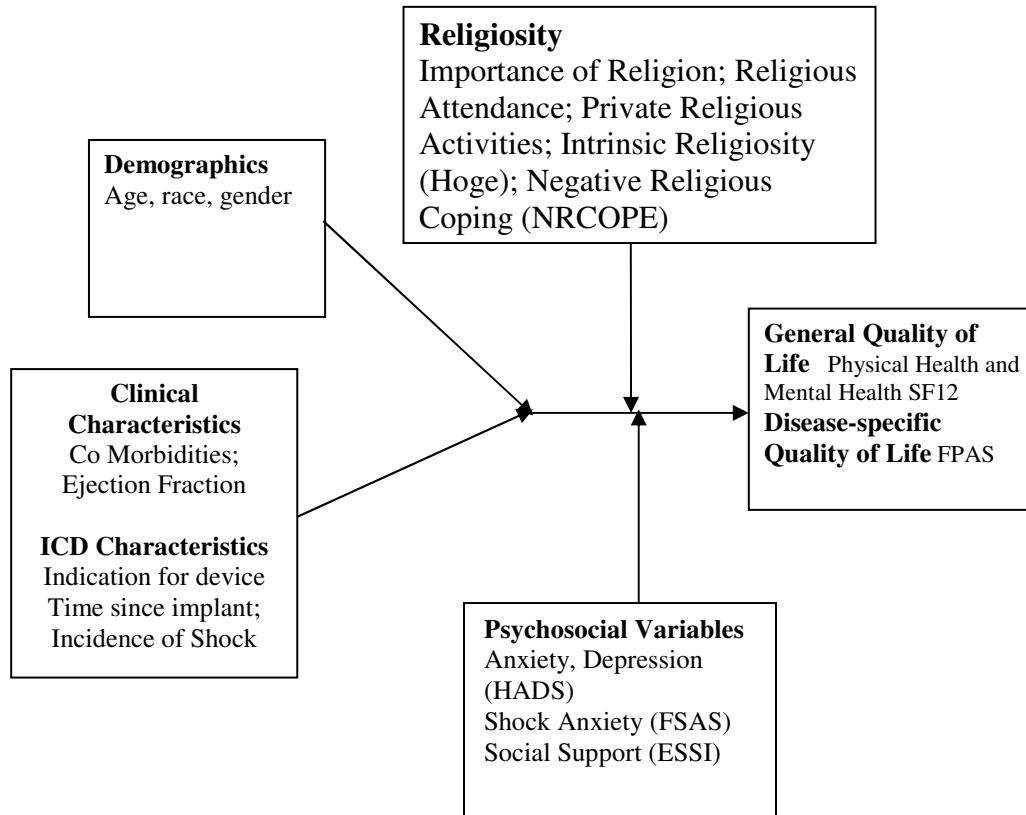 Religiosity
Importance of Religion; Religious
Attendance; Private Religious
Activities; Intrinsic Religiosity
(Hoge); Negative Religious
Coping (NRCOPE)
Demographics
Age, race, gender
General Quality of
Life Physical Health and
Mental Health SF12
Disease-specific
Quality of Life FPAS
Clinical
Characteristics
Co Morbidities;
Ejection Fraction
ICD Characteristics
Indication for device
Time since implant;
Incidence of Shock
Psychosocial Variables
Anxiety, Depression
(HADS)
Shock Anxiety (FSAS)
Social Support (ESSI)